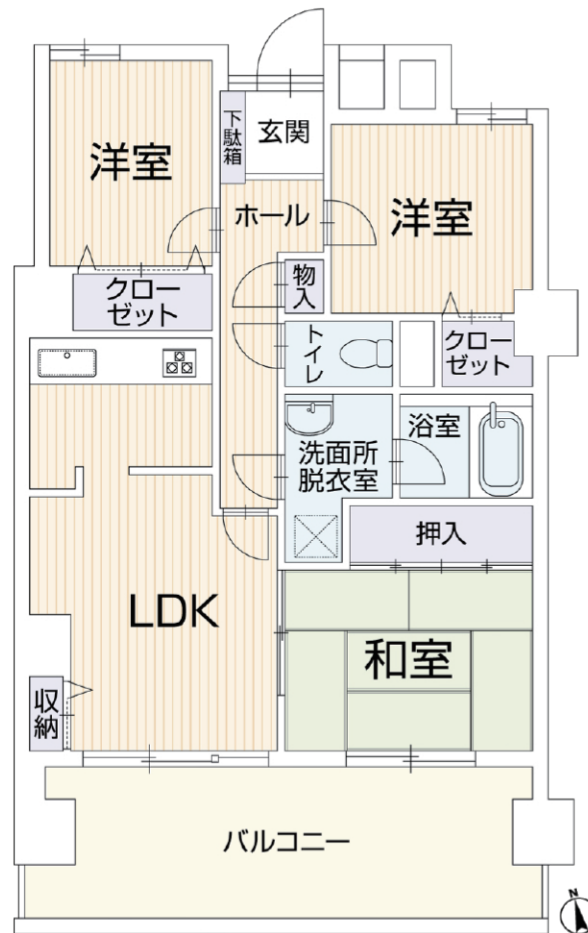 下駄箱
玄関
洋室
ホール
洋室
クローゼット
物入
トイレ
クローゼット
洗面所
脱衣室
浴室
押入
LDK
和室
収納
バルコニー
N